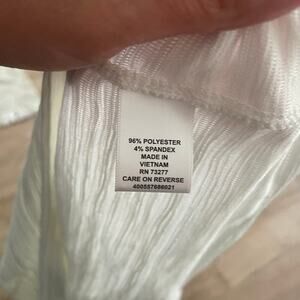 96% POLYESTER
4% SPANDEX
MADE IN
VIETNAM
RN 73277
CARE ON REVERSE
400557686021